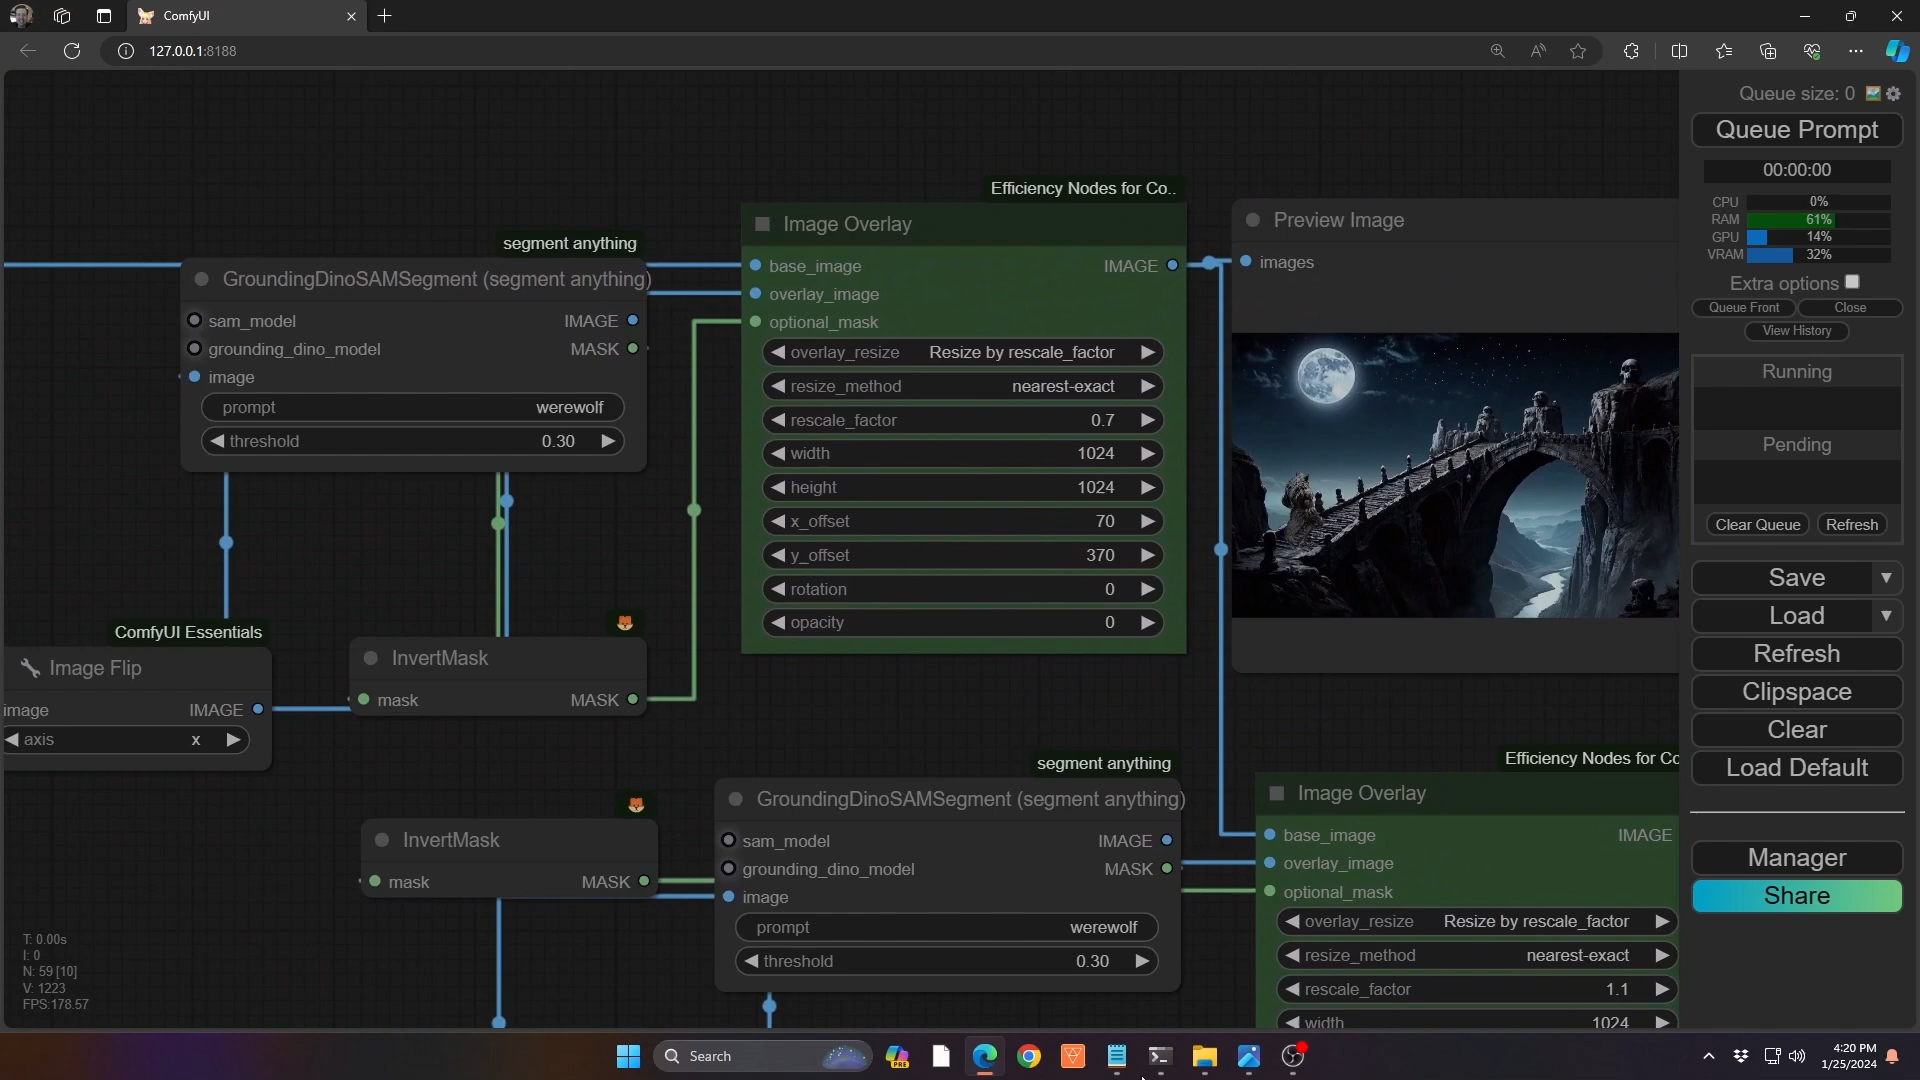 ComfyUI
127.0.0.1:8188
Queue size: 0
Queue Prompt
00:00:00
CPU 0%
RAM 61%
GPU 14%
VRAM 32%
Extra options
Queue Front Close
View History
Running
Pending
Clear Queue Refresh
Save
Load
Refresh
Clipspace
Clear
Load Default
Manager
Share
segment anything
GroundingDinoSAMSegment (segment anything)
sam_model IMAGE
grounding_dino_model MASK
image
prompt werewolf
threshold 0.30
Efficiency Nodes for Co..
Image Overlay
base_image IMAGE
overlay_image
optional_mask
overlay_resize Resize by rescale_factor
resize_method nearest-exact
rescale_factor 0.7
width 1024
height 1024
x_offset 70
y_offset 370
rotation 0
opacity 0
Preview Image
images
ComfyUI Essentials
Image Flip
image IMAGE
axis x
InvertMask
mask MASK
InvertMask
mask MASK
segment anything
GroundingDinoSAMSegment (segment anything)
sam_model IMAGE
grounding_dino_model MASK
image
prompt werewolf
threshold 0.30
Efficiency Nodes for Co
Image Overlay
base_image IMAGE
overlay_image
optional_mask
overlay_resize Resize by rescale_factor
resize_method nearest-exact
rescale_factor 1.1
width 1024
T: 0.00s
I: 0
N: 59 [10]
V: 1223
FPS:178.57
Search
PRE
4:20 PM
1/25/2024